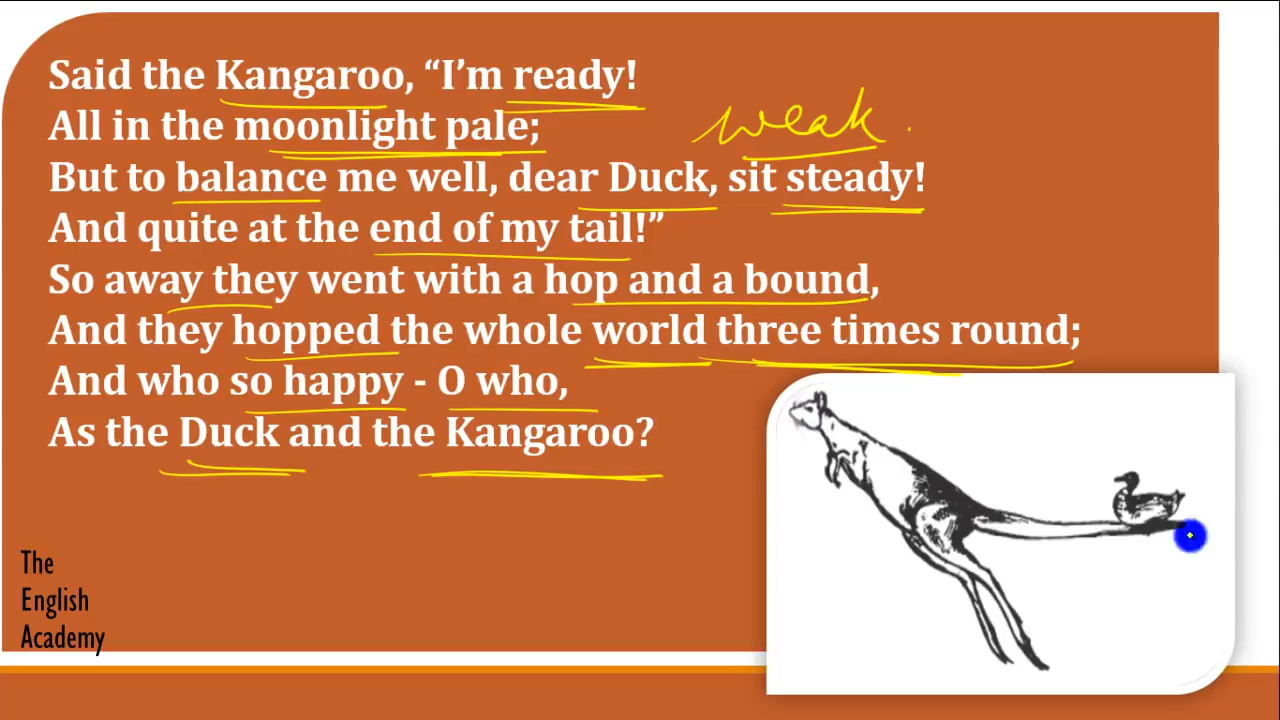 Said the Kangaroo, “I’m ready!
All in the moonlight pale;
weak.
But to balance me well, dear Duck, sit steady!
And quite at the end of my tail!”
So away they went with a hop and a bound,
And they hopped the whole world three times round;
And who so happy - O who,
As the Duck and the Kangaroo?
The
English
Academy